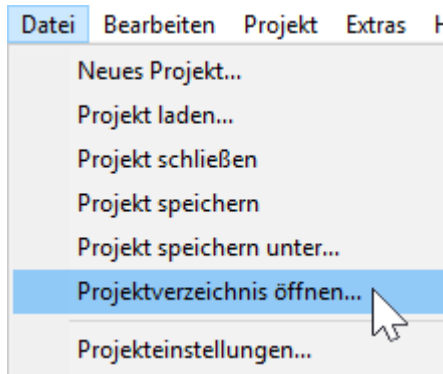 Datei Bearbeiten Projekt Extras
Neues Projekt...
Projekt laden...
Projekt schließen
Projekt speichern
Projekt speichern unter...
Projektverzeichnis öffnen...
Projekteinstellungen...